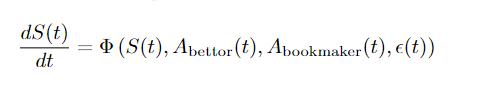 dS(t)/dt = Φ (S(t), A_bettor(t), A_bookmaker(t), ϵ(t))